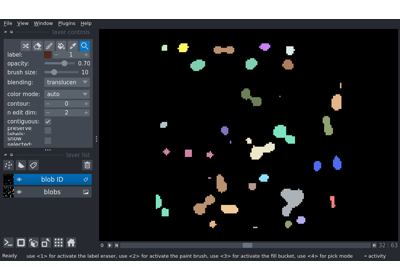 File View Window Plugins Help
layer controls
label: 1
opacity: 0.70
brush size: 10
blending: translucen
color mode: auto
contour: 0
n edit dim: 2
contiguous:
preserve
labels:
show
selected:
layer list
blob ID
blobs
32 63
Ready use <1> for activate the label eraser, use <2> for activate the paint brush, use <3> for activate the fill bucket, use <4> for pick mode activity